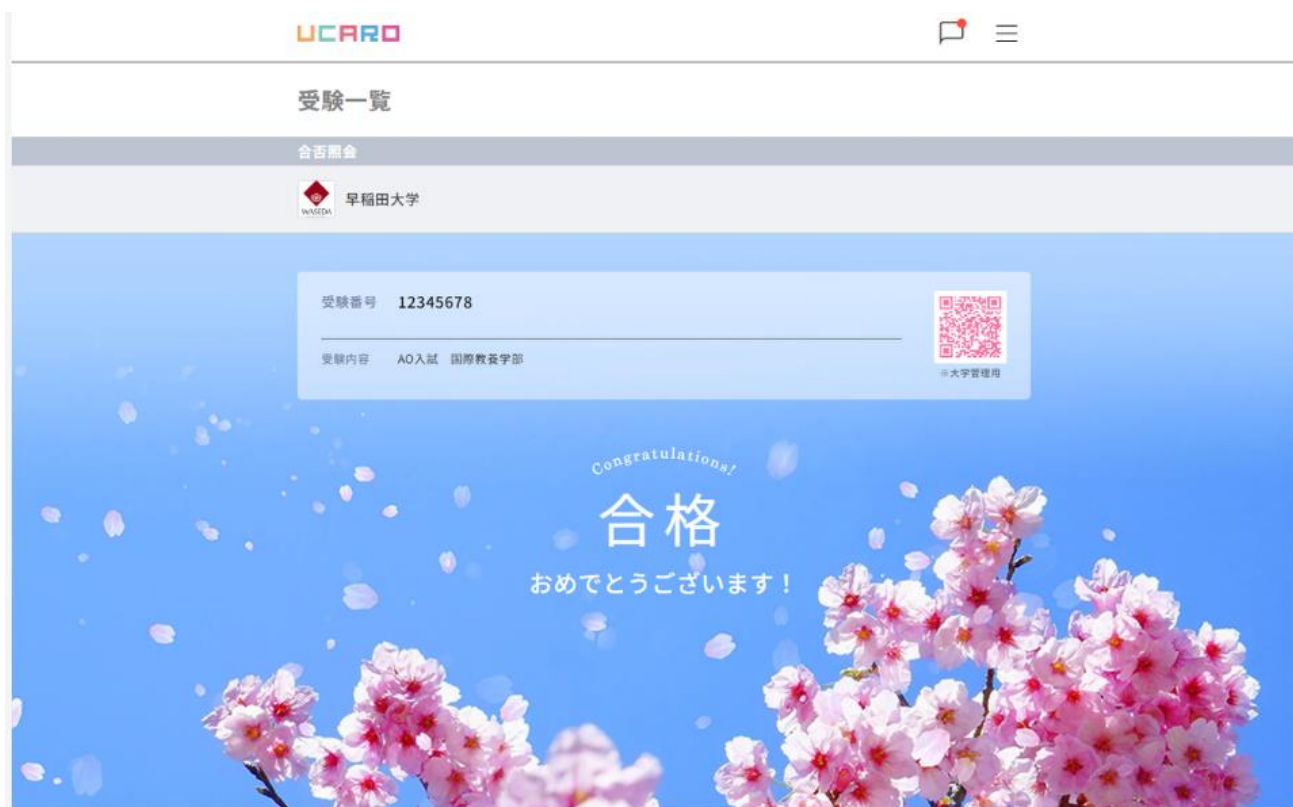 UCARO
受験一覧
合否照会
WASEDA
早稲田大学
受験番号 12345678
受験内容 AO入試 国際教養学部
※大学管理用
Congratulations!
合格
おめでとうございます！